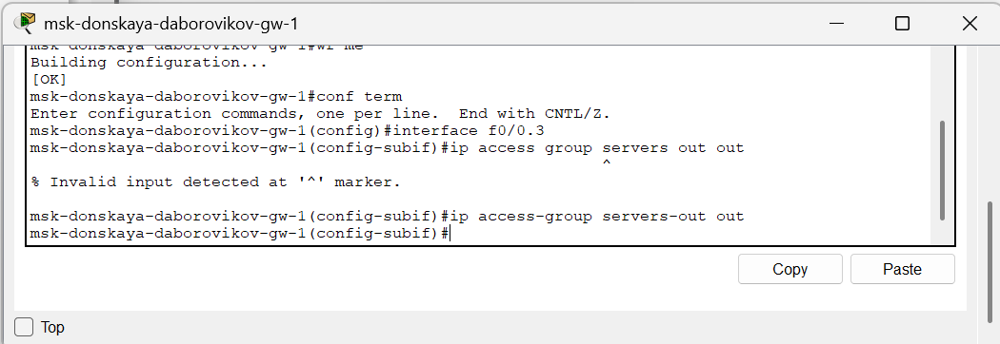 msk-donskaya-daborovikov-gw-1
msk-donskaya-daborovikov-gw-1#wr me
Building configuration...
[OK]
msk-donskaya-daborovikov-gw-1#conf term
Enter configuration commands, one per line.  End with CNTL/Z.
msk-donskaya-daborovikov-gw-1(config)#interface f0/0.3
msk-donskaya-daborovikov-gw-1(config-subif)#ip access group servers out out
^
% Invalid input detected at '^' marker.
msk-donskaya-daborovikov-gw-1(config-subif)#ip access-group servers-out out
msk-donskaya-daborovikov-gw-1(config-subif)#
Copy Paste
Top